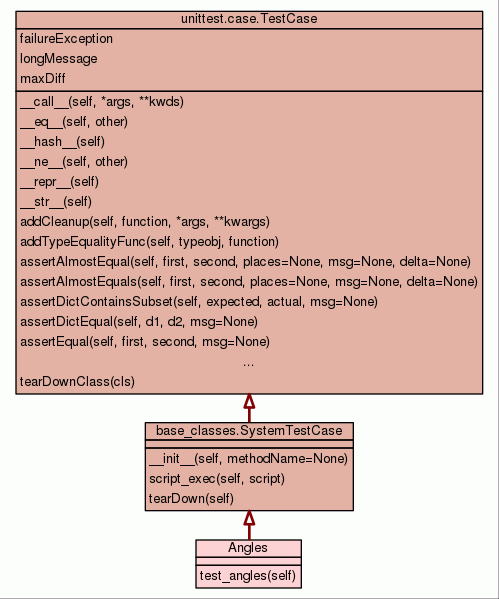 unittest.case.TestCase
failureException
longMessage
maxDiff
__call__(self, *args, **kwds)
__eq__(self, other)
__hash__(self)
__ne__(self, other)
__repr__(self)
__str__(self)
addCleanup(self, function, *args, **kwargs)
addTypeEqualityFunc(self, typeobj, function)
assertAlmostEqual(self, first, second, places=None, msg=None, delta=None)
assertAlmostEquals(self, first, second, places=None, msg=None, delta=None)
assertDictContainsSubset(self, expected, actual, msg=None)
assertDictEqual(self, d1, d2, msg=None)
assertEqual(self, first, second, msg=None)
...
tearDownClass(cls)
base_classes.SystemTestCase
__init__(self, methodName=None)
script_exec(self, script)
tearDown(self)
Angles
test_angles(self)